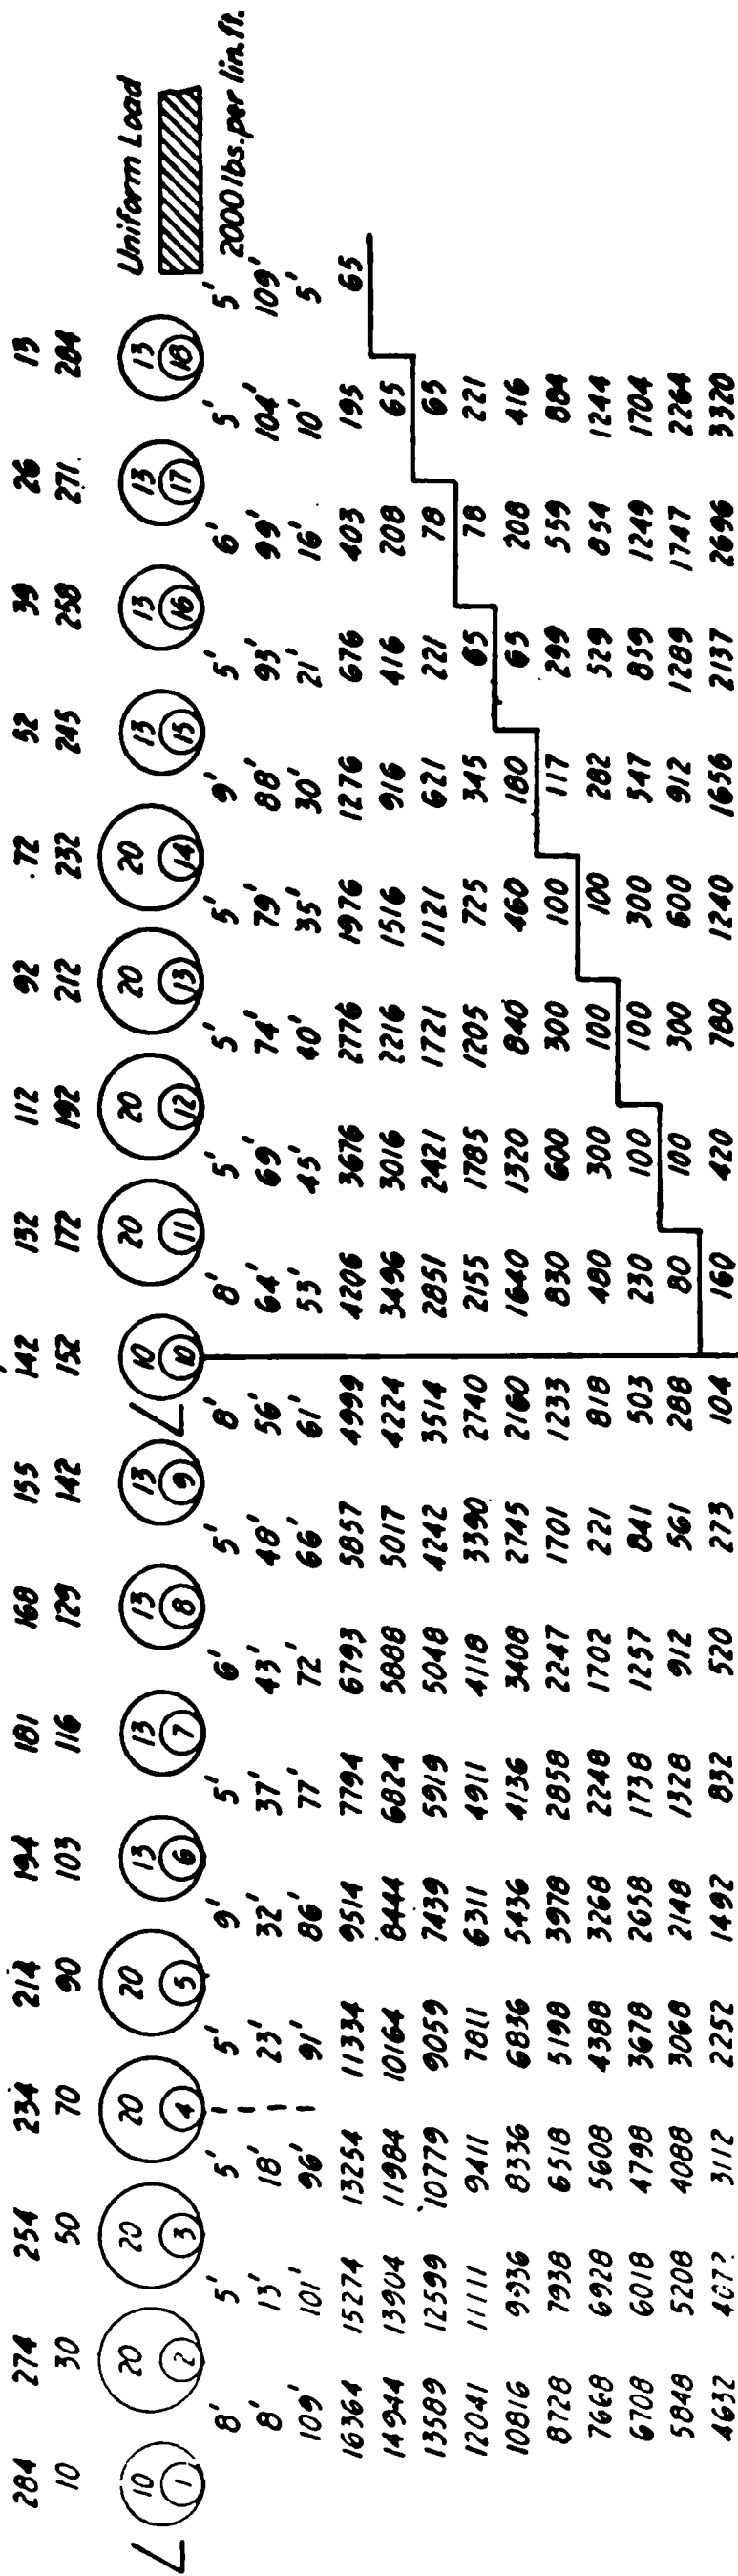 284 274 254 234 214 194 181 168 155 142 132 112 92 72 52 39 26 13
10 30 50 70 90 103 116 129 142 152 172 192 212 232 245 258 271 284
Uniform Load
10 20 20 20 20 13 13 13 13 10 20 20 20 20 13 13 13 13
1 2 3 4 5 6 7 8 9 10 11 12 13 14 15 16 17 18
2000 lbs. per lin. ft.
8' 5' 5' 5' 9' 5' 6' 5' 8' 8' 5' 5' 5' 9' 5' 6' 5' 5'
8' 13' 18' 23' 32' 37' 43' 48' 56' 64' 69' 74' 79' 88' 93' 99' 104' 109'
109' 101' 96' 91' 86' 77' 72' 66' 61' 53' 45' 40' 35' 30' 21' 16' 10' 5'
16364 15274 13254 11334 9514 7794 6793 5857 4999 4206 3676 2776 1976 1276 676 403 195 65
14944 13904 11984 10164 8444 6824 5888 5017 4224 3496 3016 2216 1516 916 416 208 65
13589 12599 10779 9059 7439 5919 5048 4242 3514 2851 2421 1721 1121 621 221 78 65
12041 11111 9411 7811 6311 4911 4118 3390 2740 2155 1785 1205 725 345 65 78 221
10816 9936 8336 6836 5436 4136 3408 2745 2160 1640 1320 840 460 180 65 208 416
8728 7938 6518 5198 3978 2858 2247 1701 1233 830 600 300 100 117 299 559 884
7668 6928 5608 4388 3268 2248 1702 221 818 480 300 100 100 282 529 854 1244
6708 6018 4798 3678 2658 1738 1257 841 503 230 100 100 300 547 859 1249 1704
5848 5208 4088 3068 2148 1328 912 561 288 80 100 300 600 912 1289 1747 2264
4632 3112 2252 1492 832 520 273 104 160 420 780 1240 1656 2137 2696 3320